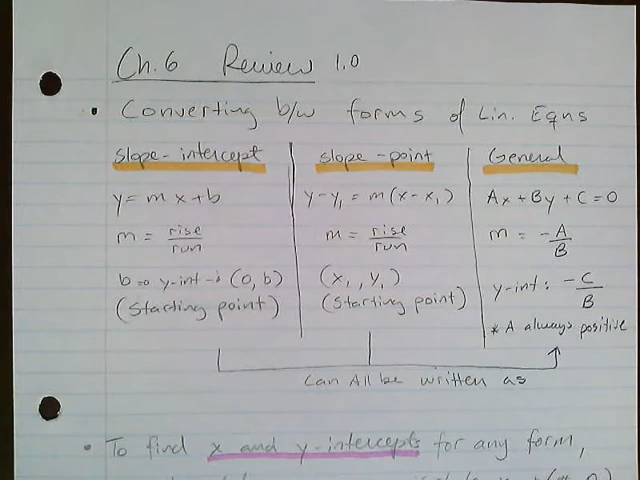 Ch.6 Review 1.0
• Converting b/w forms of Lin. Eqns
slope-intercept
y = mx+b
m = rise/run
b => y-int → (0, b)
(Starting point)
slope-point
y-y₁ = m(x-x₁)
m = rise/run
(x₁, y₁)
(Starting point)
General
Ax+By+C=0
m = -A/B
y-int: -C/B
* A always positive
Can All be written as
• To find x and y-intercepts for any form,